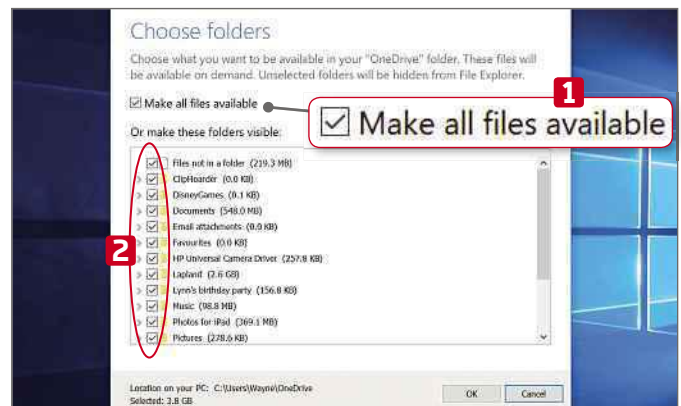 Choose folders
Choose what you want to be available in your "OneDrive" folder. These files will
be available on demand. Unselected folders will be hidden from File Explorer.
Make all files available
1
Make all files available
Or make these folders visible:
Files not in a folder (219.3 MB)
ClipHoarder (0.0 KB)
DisneyGames (0.1 KB)
Documents (548.0 MB)
Email attachments (0.0 KB)
Favourites (0.0 KB)
2
HP Universal Camera Driver (257.8 KB)
Lapland (2.6 GB)
Lynn's birthday party (156.8 KB)
Music (98.8 MB)
Photos for iPad (369.1 MB)
Pictures (278.6 KB)
Location on your PC: C:\Users\Wayne\OneDrive
Selected: 3.8 GB
OK
Cancel